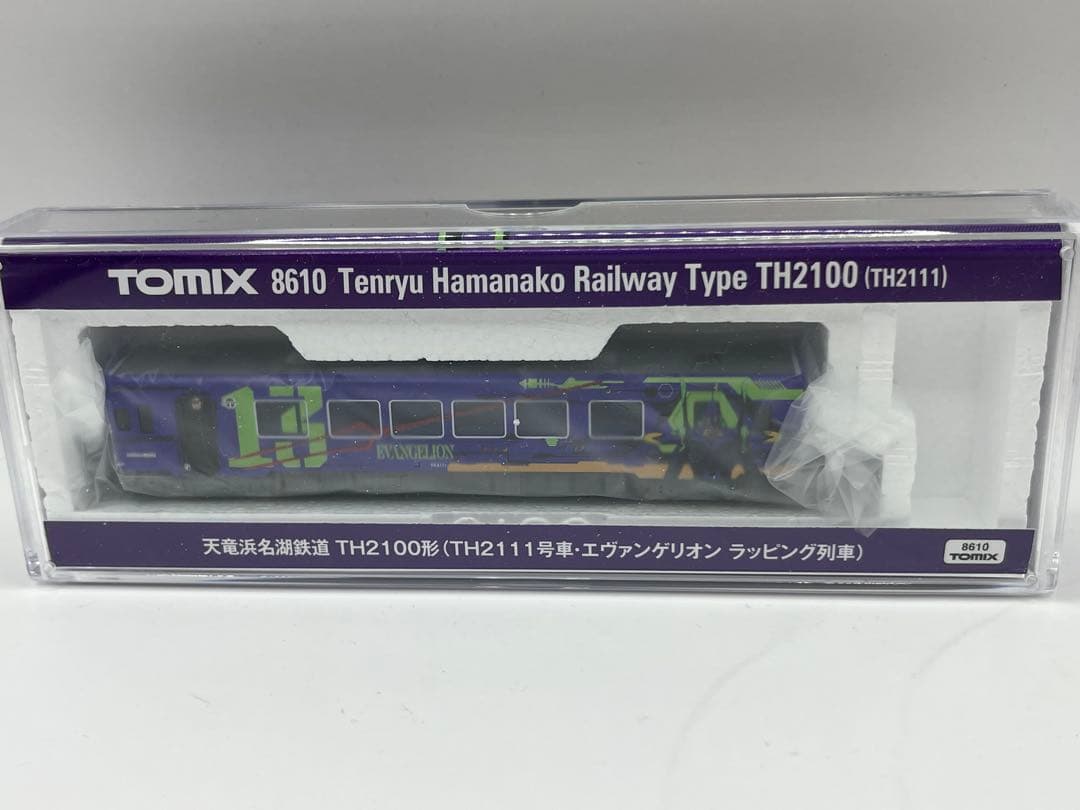 TOMIX 8610 Tenryu Hamanako Railway Type TH2100 (TH2111)
13
EVANGELION
天竜浜名湖鉄道 TH2100形(TH2111号車・エヴァンゲリオン ラッピング列車)
8610
TOMIX